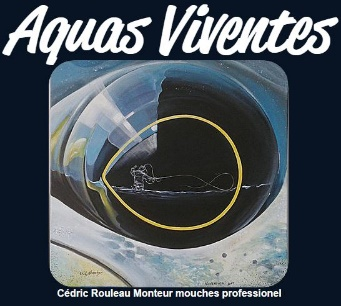 Aquas Viventes
Cédric Rouleau Monteur mouches professionel